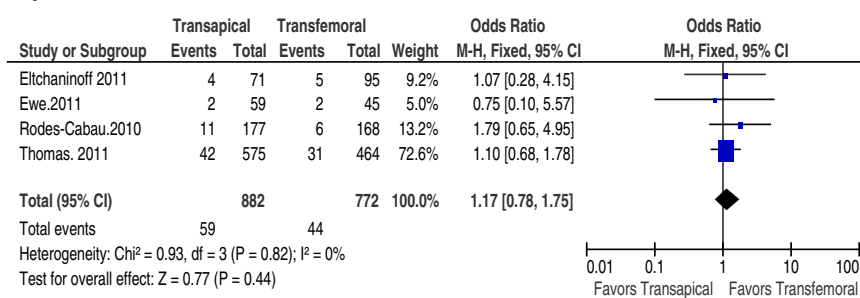 Transapical Transfemoral Odds Ratio Odds Ratio
Study or Subgroup Events Total Events Total Weight M-H, Fixed, 95% CI M-H, Fixed, 95% CI
Eltchaninoff 2011 4 71 5 95 9.2% 1.07 [0.28, 4.15]
Ewe.2011 2 59 2 45 5.0% 0.75 [0.10, 5.57]
Rodes-Cabau.2010 11 177 6 168 13.2% 1.79 [0.65, 4.95]
Thomas. 2011 42 575 31 464 72.6% 1.10 [0.68, 1.78]
Total (95% CI) 882 772 100.0% 1.17 [0.78, 1.75]
Total events 59 44
Heterogeneity: Chi² = 0.93, df = 3 (P = 0.82); I² = 0%
Test for overall effect: Z = 0.77 (P = 0.44)
0.01 0.1 1 10 100
Favors Transapical Favors Transfemoral